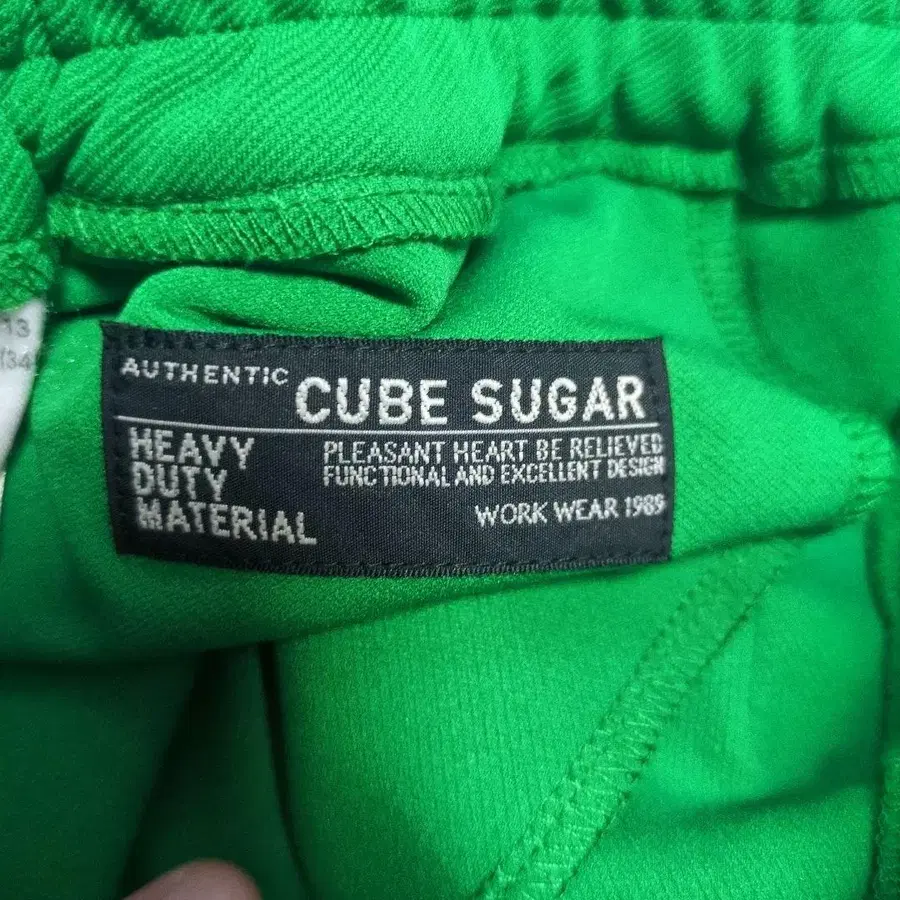 AUTHENTIC CUBE SUGAR
HEAVY DUTY MATERIAL
PLEASANT HEART BE RELIEVED
FUNCTIONAL AND EXCELLENT DESIGN
WORK WEAR 1989